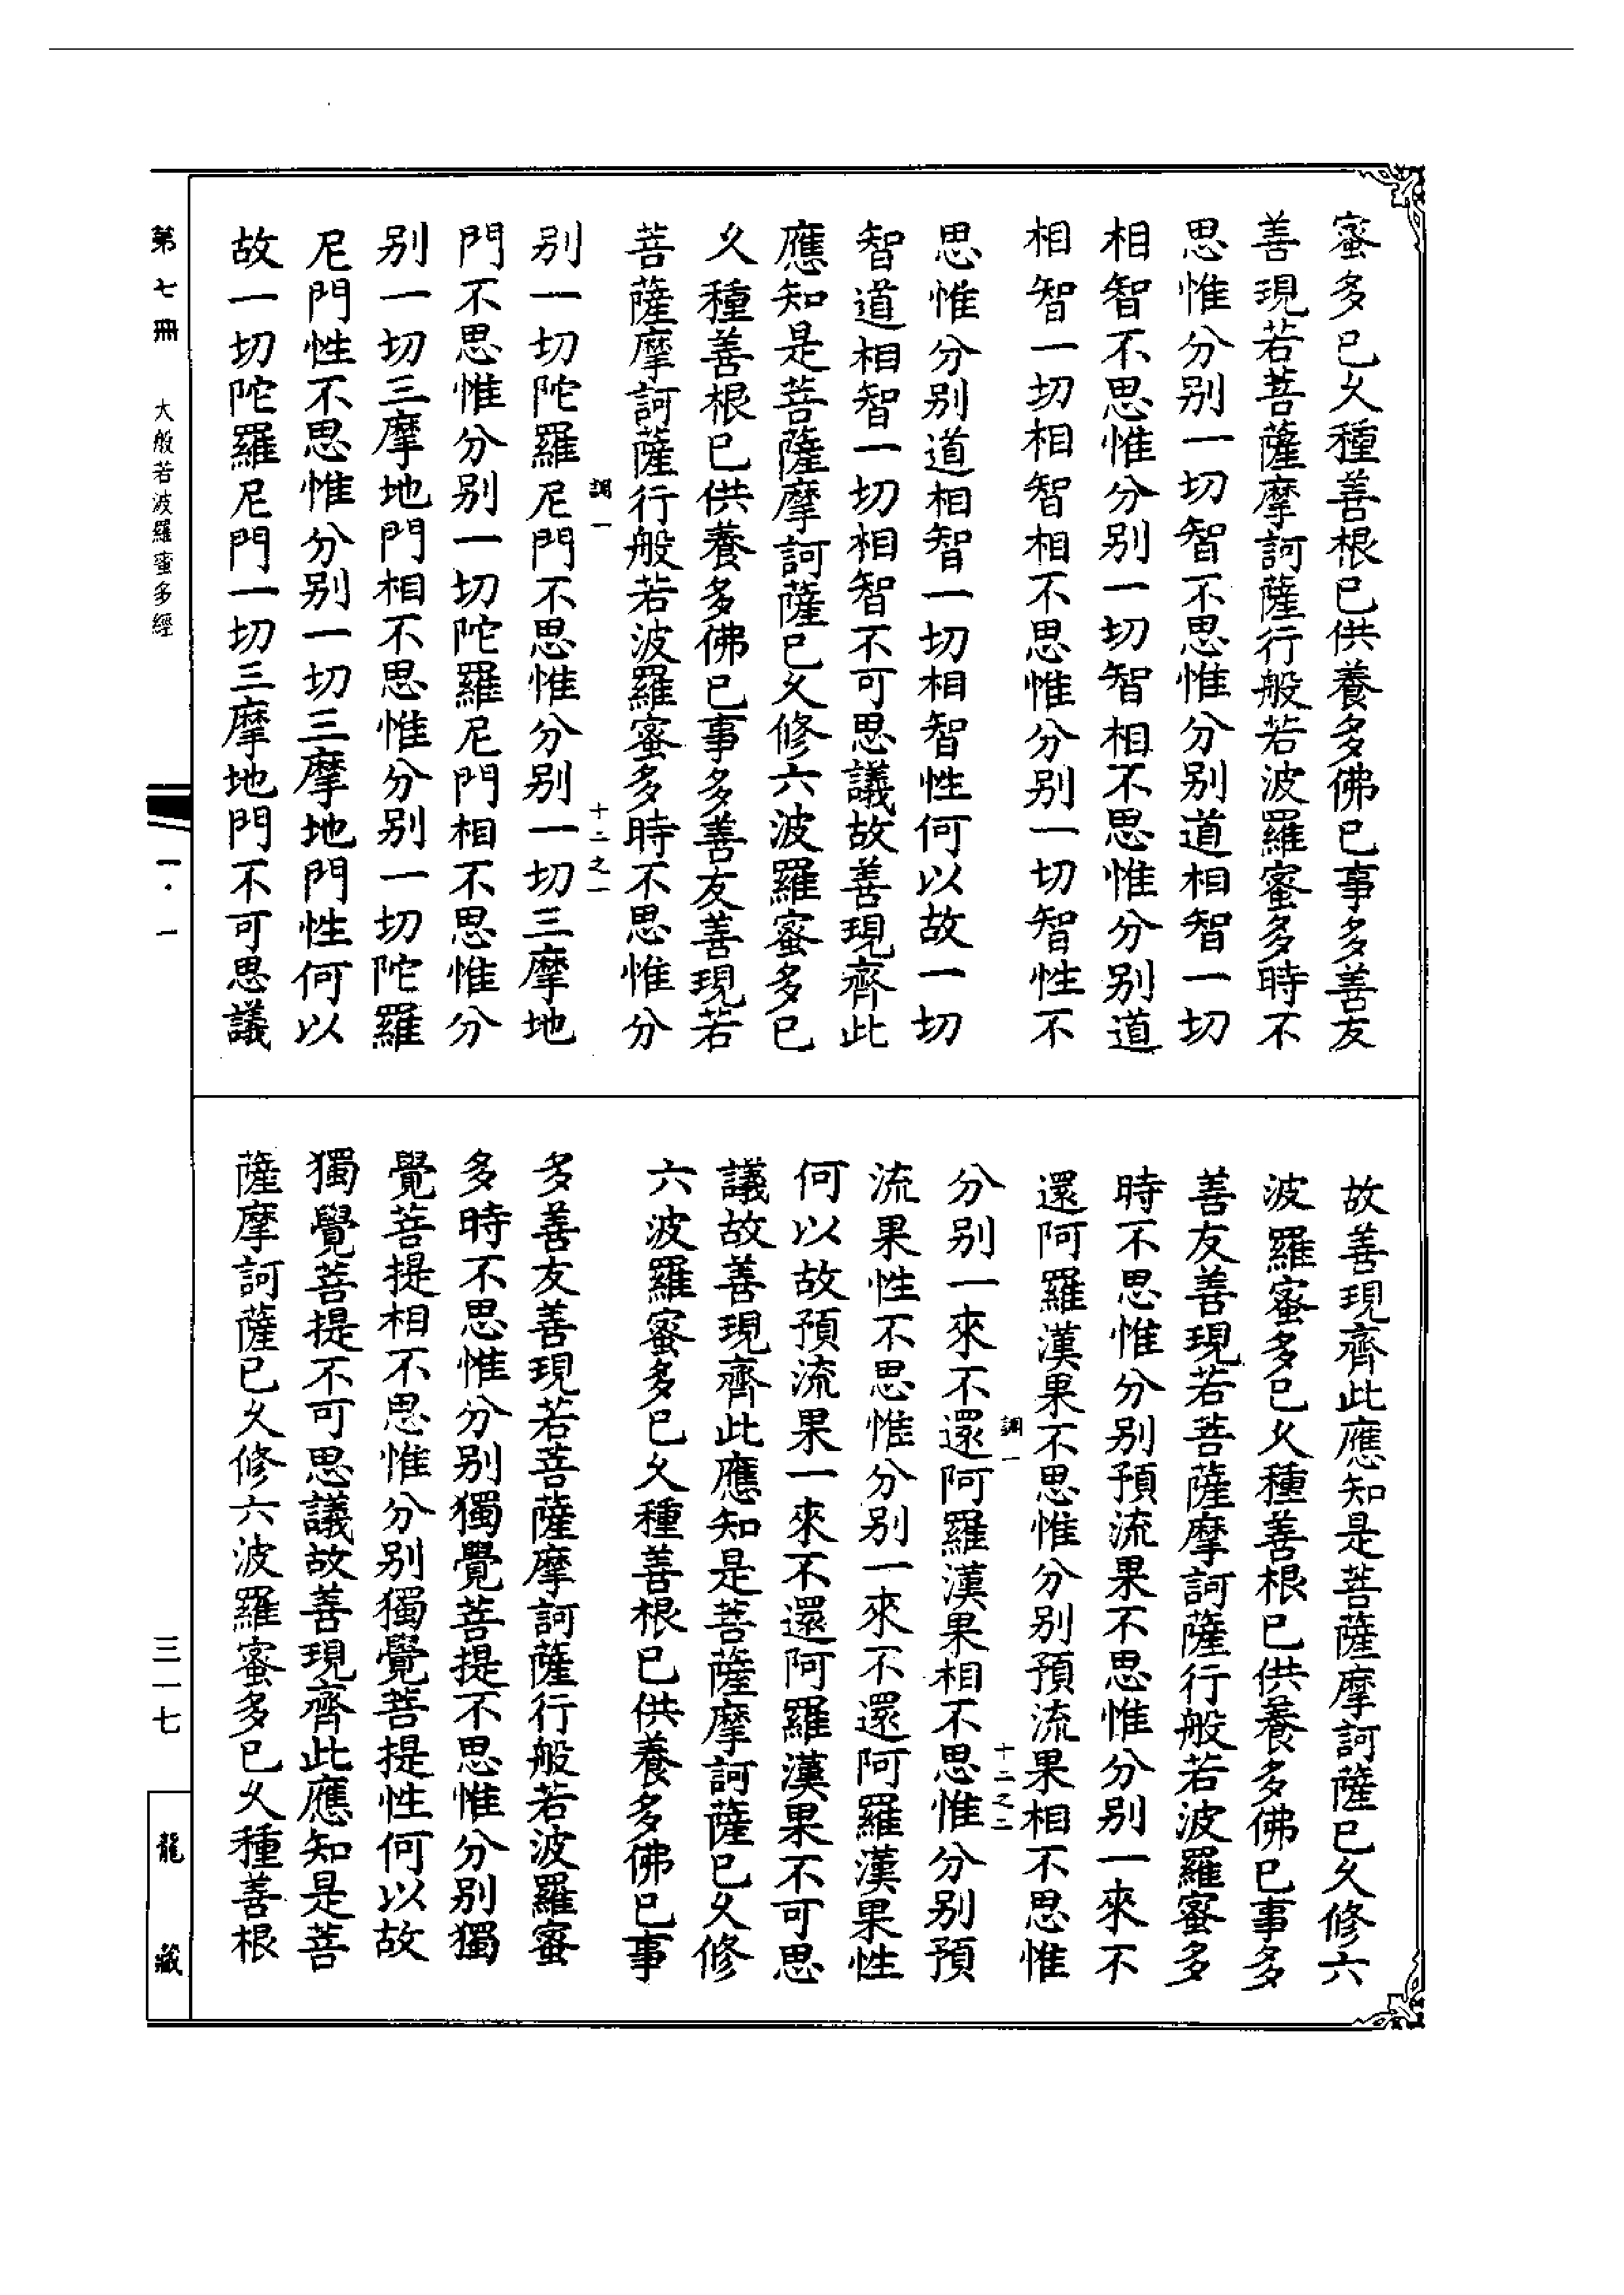 蜜多已久種善根已供養多佛已事多善友
善現若菩薩摩訶薩行般若波羅蜜多時不
思惟分别一切智不思惟分别道相智一切
相智不思惟分别一切智相不思惟分别道
相智一切相智相不思惟分别一切智性不
思惟分别道相智一切相智性何以故一切
智道相智一切相智不可思議故善現齊此
應知是菩薩摩訶薩已久修六波羅蜜多已
久種善根已供養多佛已事多善友善現若
菩薩摩訶薩行般若波羅蜜多時不思惟分
調一 十二之一
别一切陀羅尼門不思惟分别一切三摩地
門不思惟分别一切陀羅尼門相不思惟分
别一切三摩地門相不思惟分别一切陀羅
尼門性不思惟分别一切三摩地門性何以
故一切陀羅尼門一切三摩地門不可思議
故善現齊此應知是菩薩摩訶薩已久修六
波羅蜜多已久種善根已供養多佛已事多
善友善現若菩薩摩訶薩行般若波羅蜜多
時不思惟分别預流果不思惟分别一來不
還阿羅漢果不思惟分别預流果相不思惟
調一 十二之二
分别一來不還阿羅漢果相不思惟分别預
流果性不思惟分别一來不還阿羅漢果性
何以故預流果一來不還阿羅漢果不可思
議故善現齊此應知是菩薩摩訶薩已久修
六波羅蜜多已久種善根已供養多佛已事
多善友善現若菩薩摩訶薩行般若波羅蜜
多時不思惟分别獨覺菩提不思惟分别獨
覺菩提相不思惟分别獨覺菩提性何以故
獨覺菩提不可思議故善現齊此應知是菩
薩摩訶薩已久修六波羅蜜多已久種善根
第七冊 大般若波羅蜜多經 一·一 三一七 龍藏